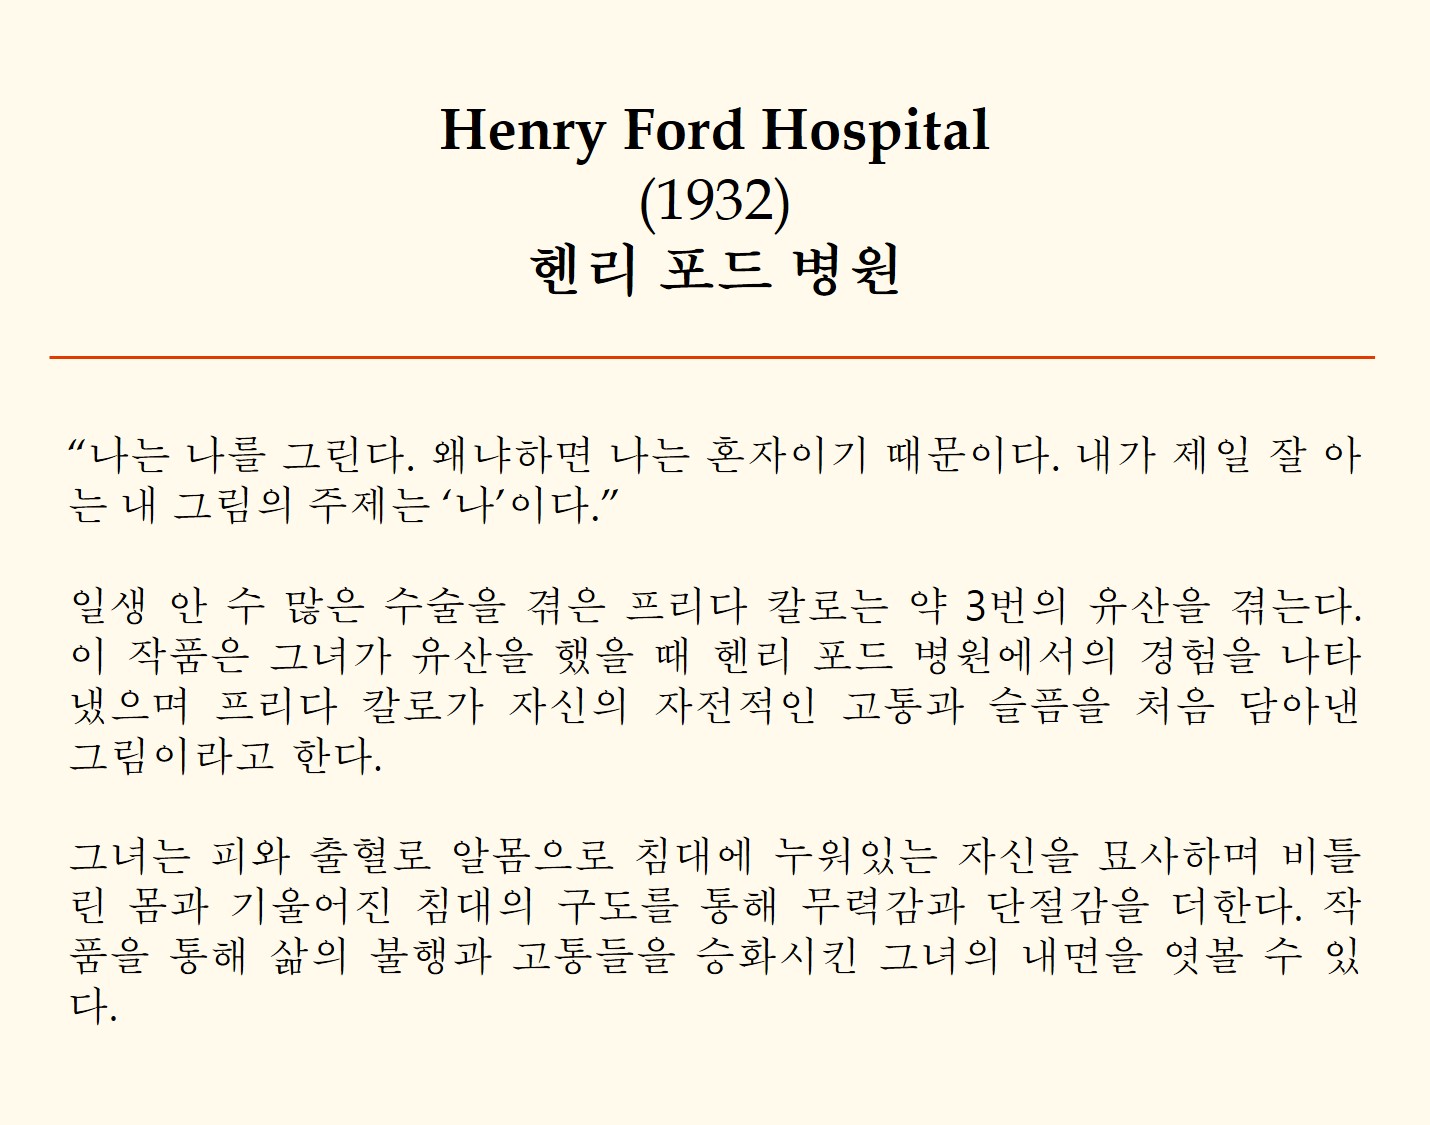 Henry Ford Hospital
(1932)
헨리 포드 병원
“나는 나를 그린다. 왜냐하면 나는 혼자이기 때문이다. 내가 제일 잘 아
는 내 그림의 주제는 ‘나’이다.”
일생 안 수 많은 수술을 겪은 프리다 칼로는 약 3번의 유산을 겪는다.
이 작품은 그녀가 유산을 했을 때 헨리 포드 병원에서의 경험을 나타
냈으며 프리다 칼로가 자신의 자전적인 고통과 슬픔을 처음 담아낸
그림이라고 한다.
그녀는 피와 출혈로 알몸으로 침대에 누워있는 자신을 묘사하며 비틀
린 몸과 기울어진 침대의 구도를 통해 무력감과 단절감을 더한다. 작
품을 통해 삶의 불행과 고통들을 승화시킨 그녀의 내면을 엿볼 수 있
다.